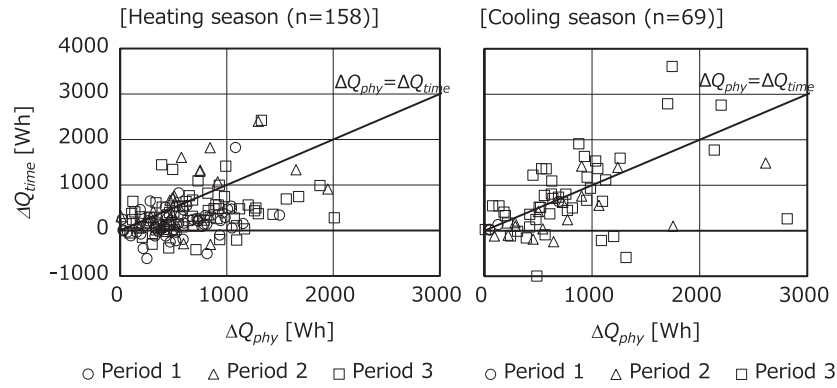 [Heating season (n=158)]
[Cooling season (n=69)]
4000
3000
2000
1000
0
-1000
ΔQtime [Wh]
ΔQphy=ΔQtime
ΔQphy=ΔQtime
0 1000 2000 3000
0 1000 2000 3000
ΔQphy [Wh]
ΔQphy [Wh]
Period 1 Period 2 Period 3
Period 1 Period 2 Period 3